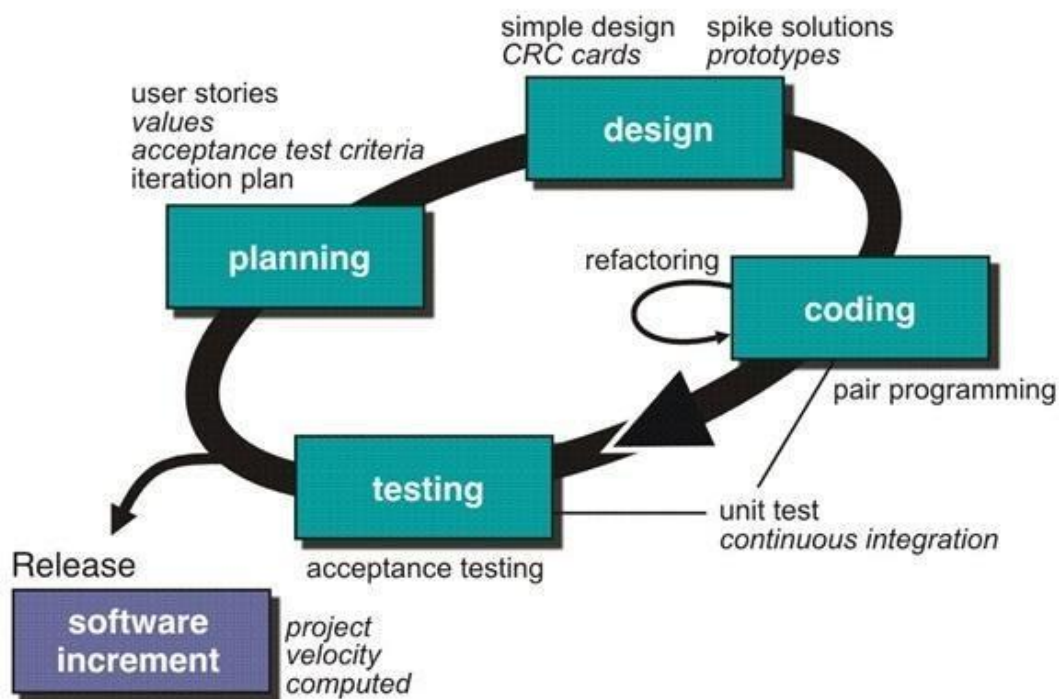 simple design
CRC cards
spike solutions
prototypes
design
user stories
values
acceptance test criteria
iteration plan
planning
refactoring
coding
pair programming
testing
unit test
continuous integration
acceptance testing
Release
software
increment
project
velocity
computed